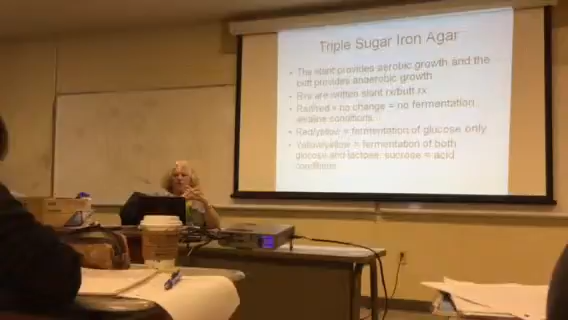 Triple Sugar Iron Agar
• The slant provides aerobic growth and the
butt provides anaerobic growth
• Rxs are written slant rx/butt rx
• Red/red = no change = no fermentation,
alkaline conditions
• Red/yellow = fermentation of glucose only
• Yellow/yellow = fermentation of both
glucose and lactose, sucrose = acid
conditions